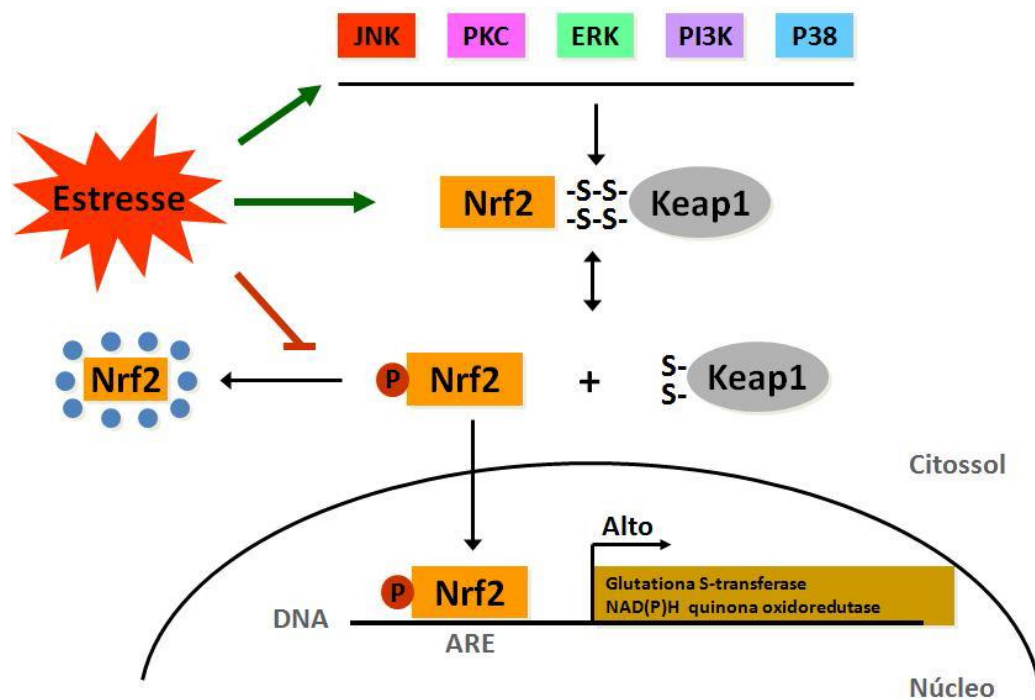 JNK PKC ERK PI3K P38
Estresse
Nrf2 -S-S- Keap1
-S-S-
Nrf2
P Nrf2 + S- Keap1
S-
Citossol
Alto
P Nrf2
Glutationa S-transferase
NAD(P)H quinona oxidoredutase
DNA
ARE
Núcleo